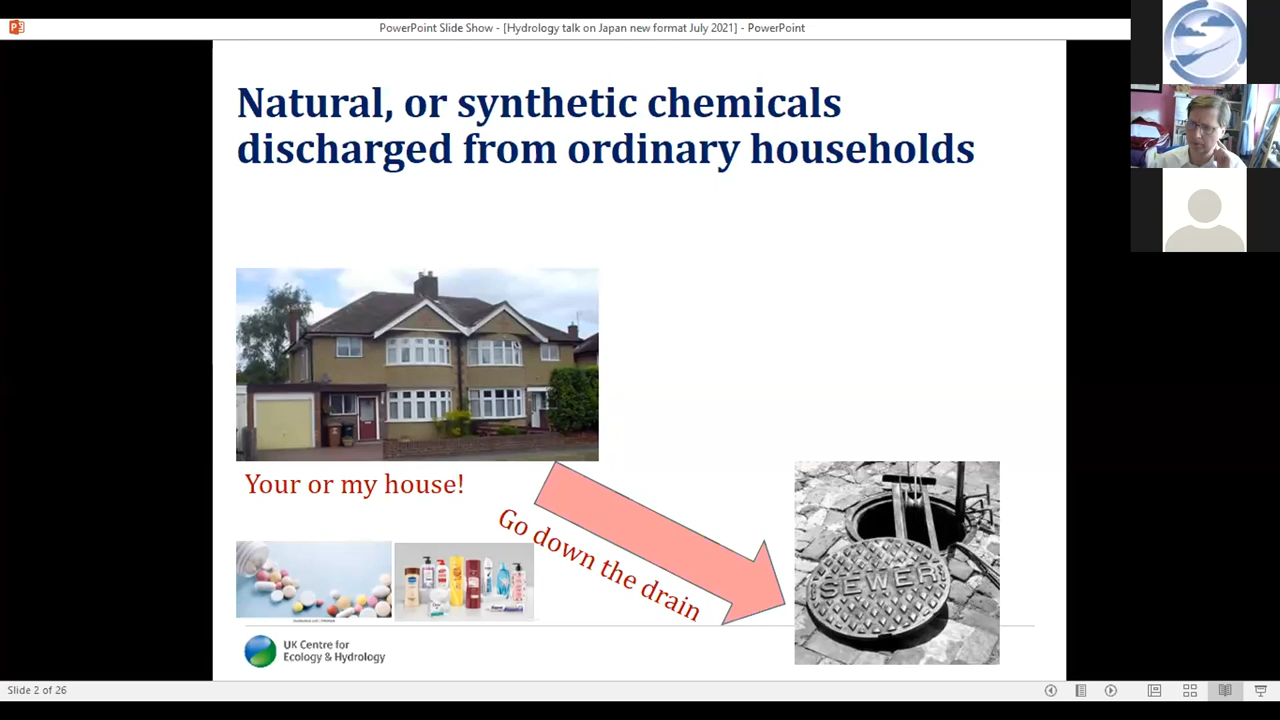 PowerPoint Slide Show - [Hydrology talk on Japan new format July 2021] - PowerPoint
Natural, or synthetic chemicals
discharged from ordinary households
Your or my house!
Go down the drain
SEWER
UK Centre for
Ecology & Hydrology
Slide 2 of 26